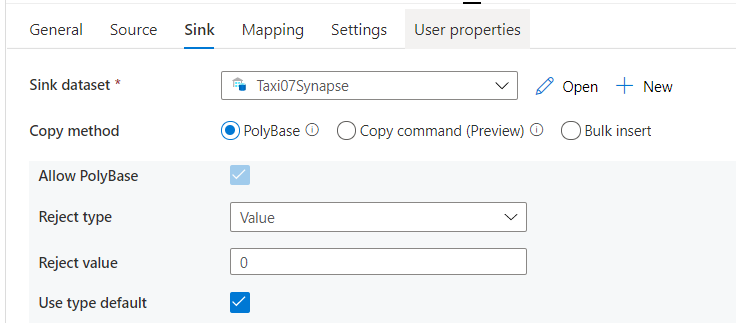 General Source Sink Mapping Settings User properties
Sink dataset * Taxi07Synapse Open New
Copy method PolyBase Copy command (Preview) Bulk insert
Allow PolyBase
Reject type Value
Reject value 0
Use type default